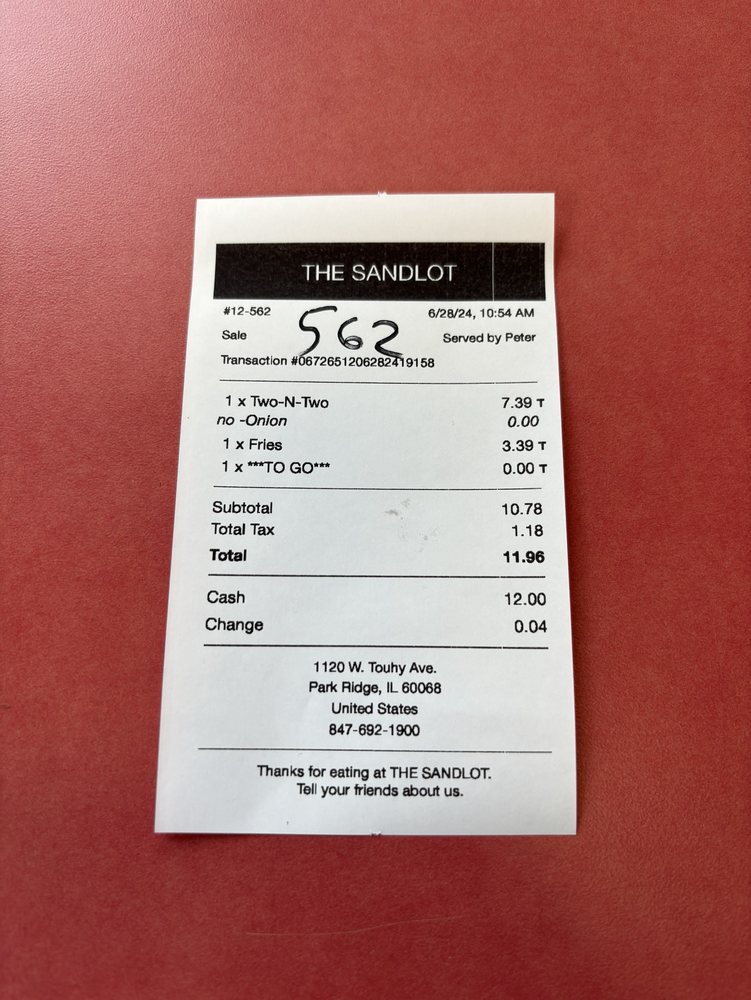 THE SANDLOT
#12-562 6/28/24, 10:54 AM
562
Sale Served by Peter
Transaction #0672651206282419158
1 x Two-N-Two 7.39 T
no -Onion 0.00
1 x Fries 3.39 T
1 x ***TO GO*** 0.00 T
Subtotal 10.78
Total Tax 1.18
Total 11.96
Cash 12.00
Change 0.04
1120 W. Touhy Ave.
Park Ridge, IL 60068
United States
847-692-1900
Thanks for eating at THE SANDLOT.
Tell your friends about us.